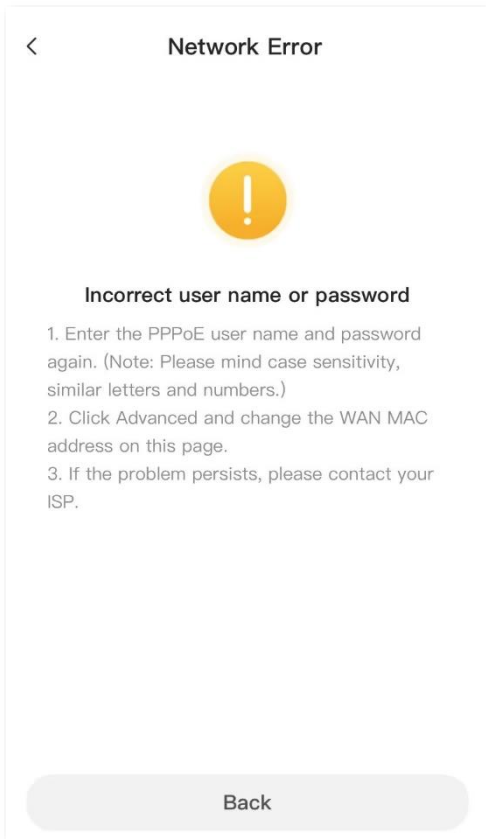 Network Error
Incorrect user name or password
1. Enter the PPPoE user name and password
again. (Note: Please mind case sensitivity,
similar letters and numbers.)
2. Click Advanced and change the WAN MAC
address on this page.
3. If the problem persists, please contact your
ISP.
Back